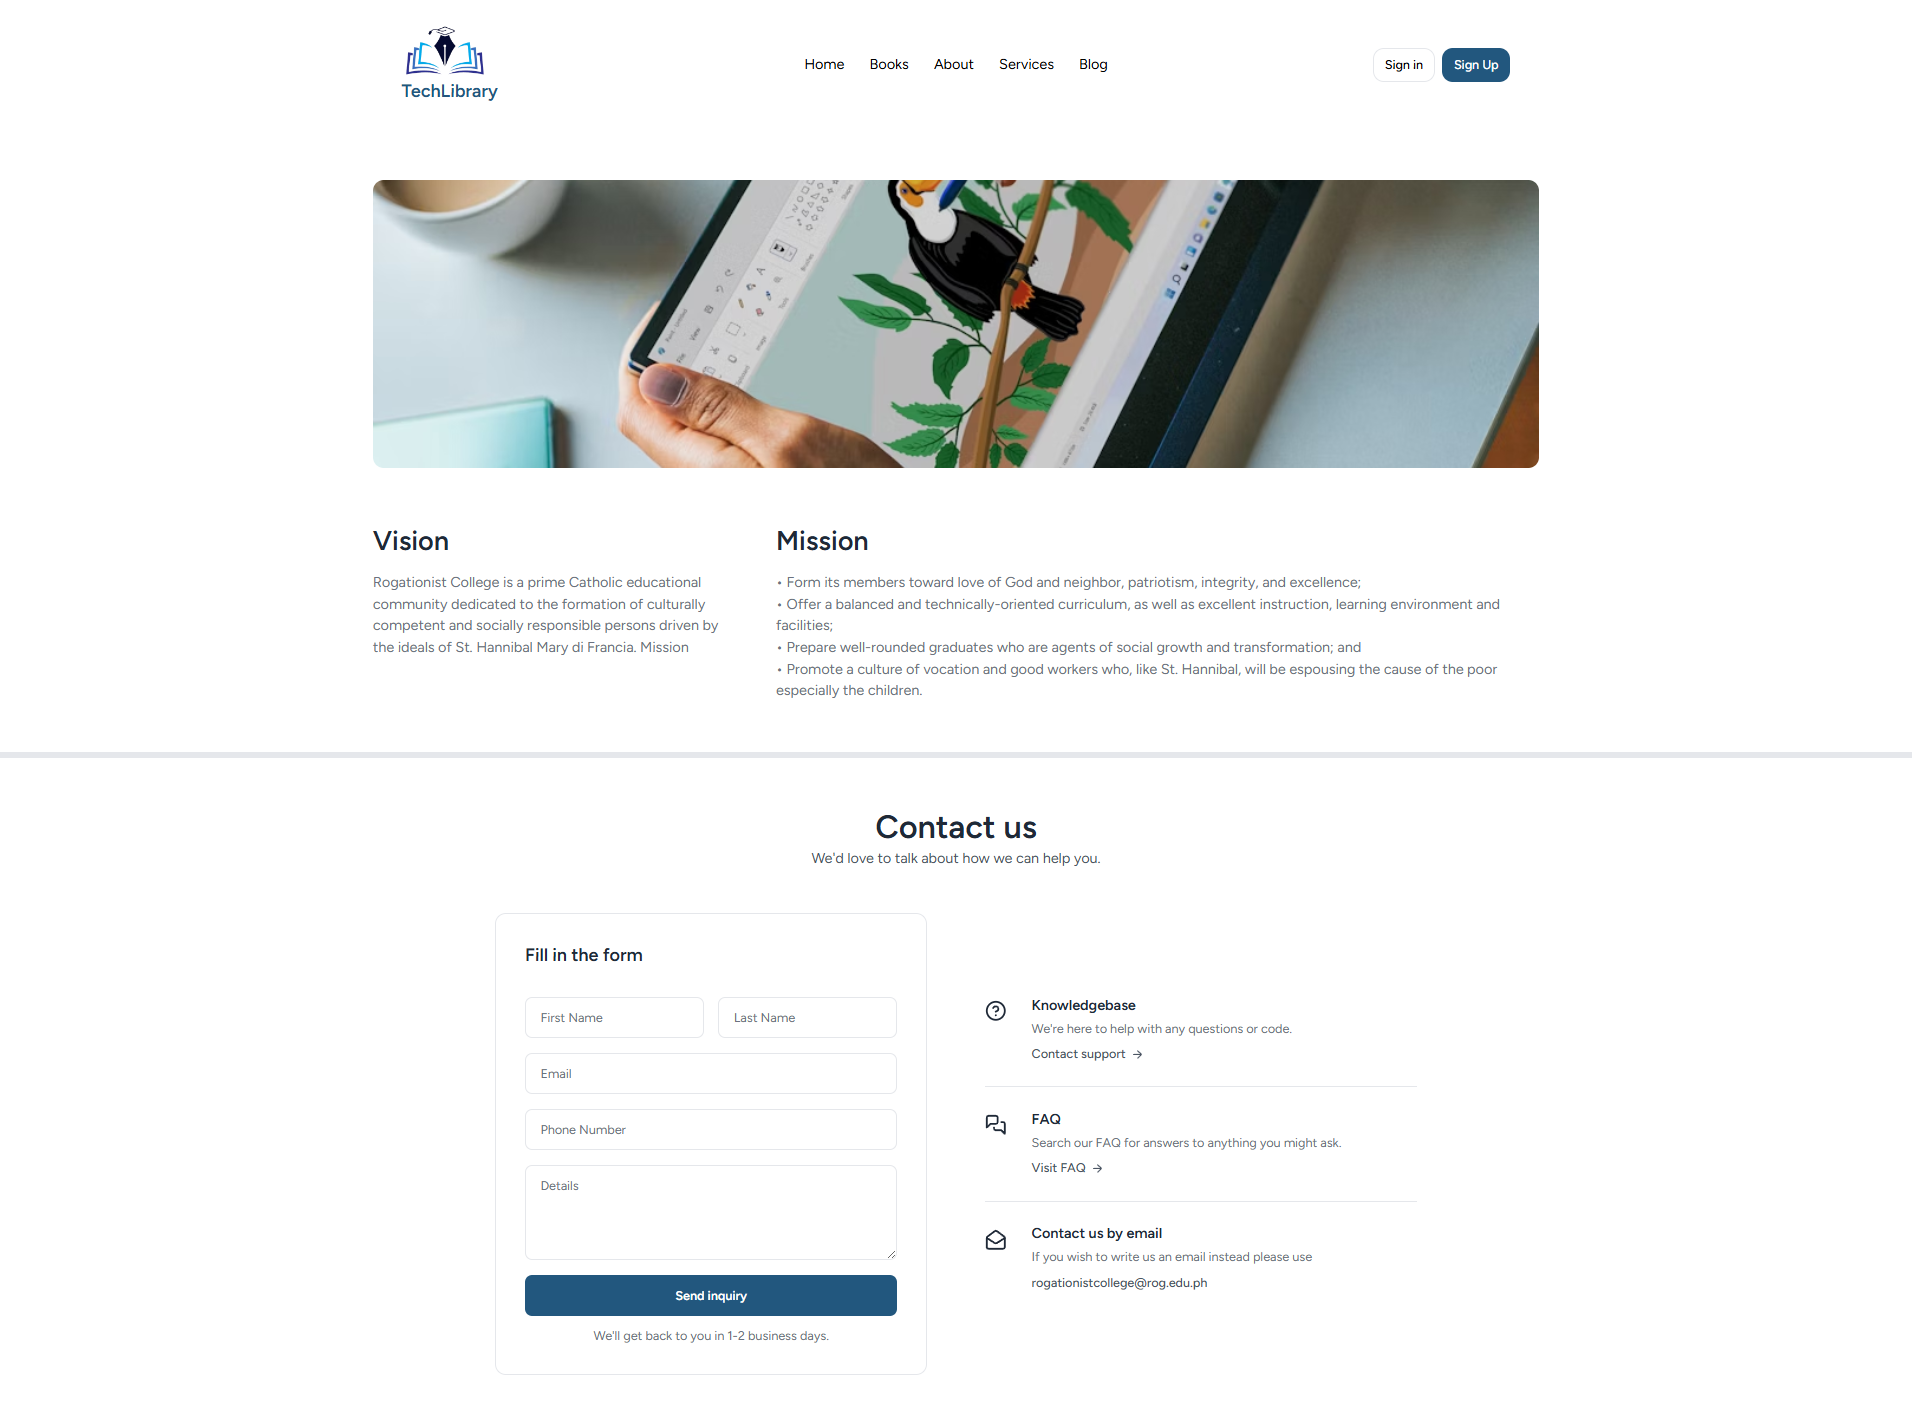 TechLibrary
Home Books About Services Blog
Sign in Sign Up
Vision
Rogationist College is a prime Catholic educational
community dedicated to the formation of culturally
competent and socially responsible persons driven by
the ideals of St. Hannibal Mary di Francia. Mission
Mission
• Form its members toward love of God and neighbor, patriotism, integrity, and excellence;
• Offer a balanced and technically-oriented curriculum, as well as excellent instruction, learning environment and
facilities;
• Prepare well-rounded graduates who are agents of social growth and transformation; and
• Promote a culture of vocation and good workers who, like St. Hannibal, will be espousing the cause of the poor
especially the children.
Contact us
We'd love to talk about how we can help you.
Fill in the form
First Name Last Name
Email
Phone Number
Details
Send inquiry
We'll get back to you in 1-2 business days.
Knowledgebase
We're here to help with any questions or code.
Contact support →
FAQ
Search our FAQ for answers to anything you might ask.
Visit FAQ →
Contact us by email
If you wish to write us an email instead please use
rogationistcollege@rog.edu.ph